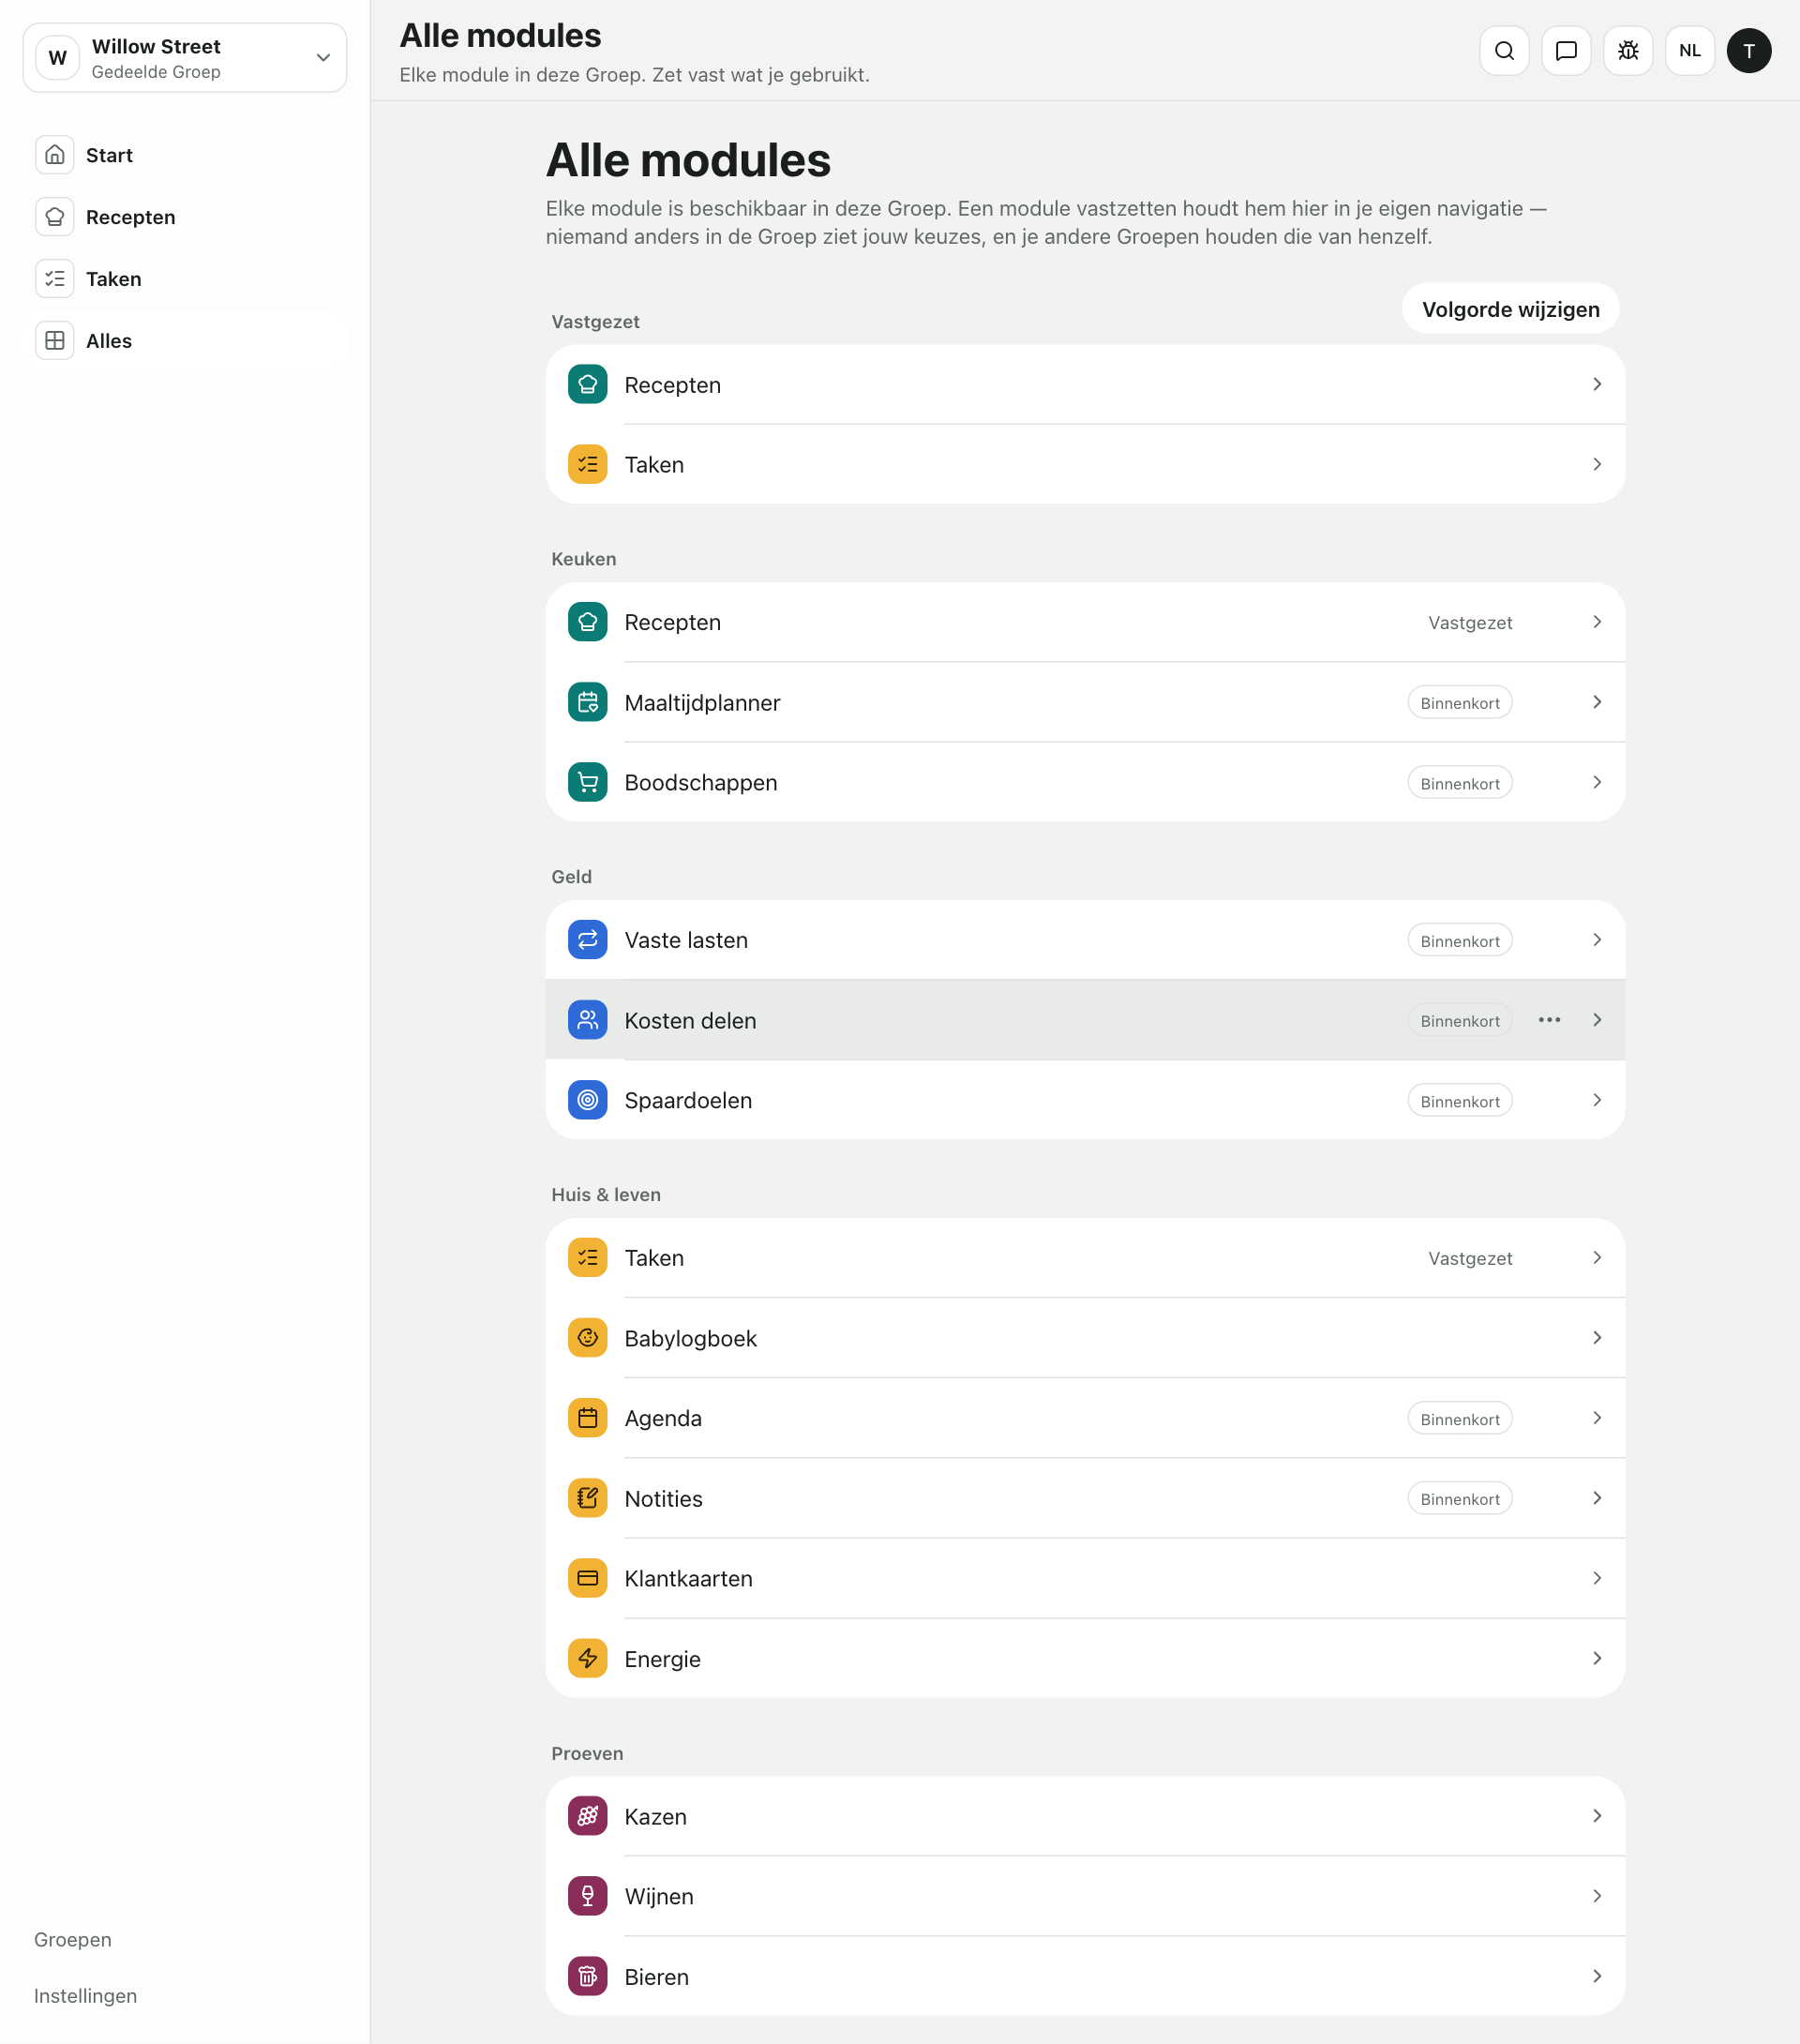 W
Willow Street
Gedeelde Groep
Start
Recepten
Taken
Alles
Groepen
Instellingen
Alle modules
Elke module in deze Groep. Zet vast wat je gebruikt.
NL
T
Alle modules
Elke module is beschikbaar in deze Groep. Een module vastzetten houdt hem hier in je eigen navigatie —
niemand anders in de Groep ziet jouw keuzes, en je andere Groepen houden die van henzelf.
Vastgezet
Volgorde wijzigen
Recepten
Taken
Keuken
Recepten Vastgezet
Maaltijdplanner Binnenkort
Boodschappen Binnenkort
Geld
Vaste lasten Binnenkort
Kosten delen Binnenkort
Spaardoelen Binnenkort
Huis & leven
Taken Vastgezet
Babylogboek
Agenda Binnenkort
Notities Binnenkort
Klantkaarten
Energie
Proeven
Kazen
Wijnen
Bieren